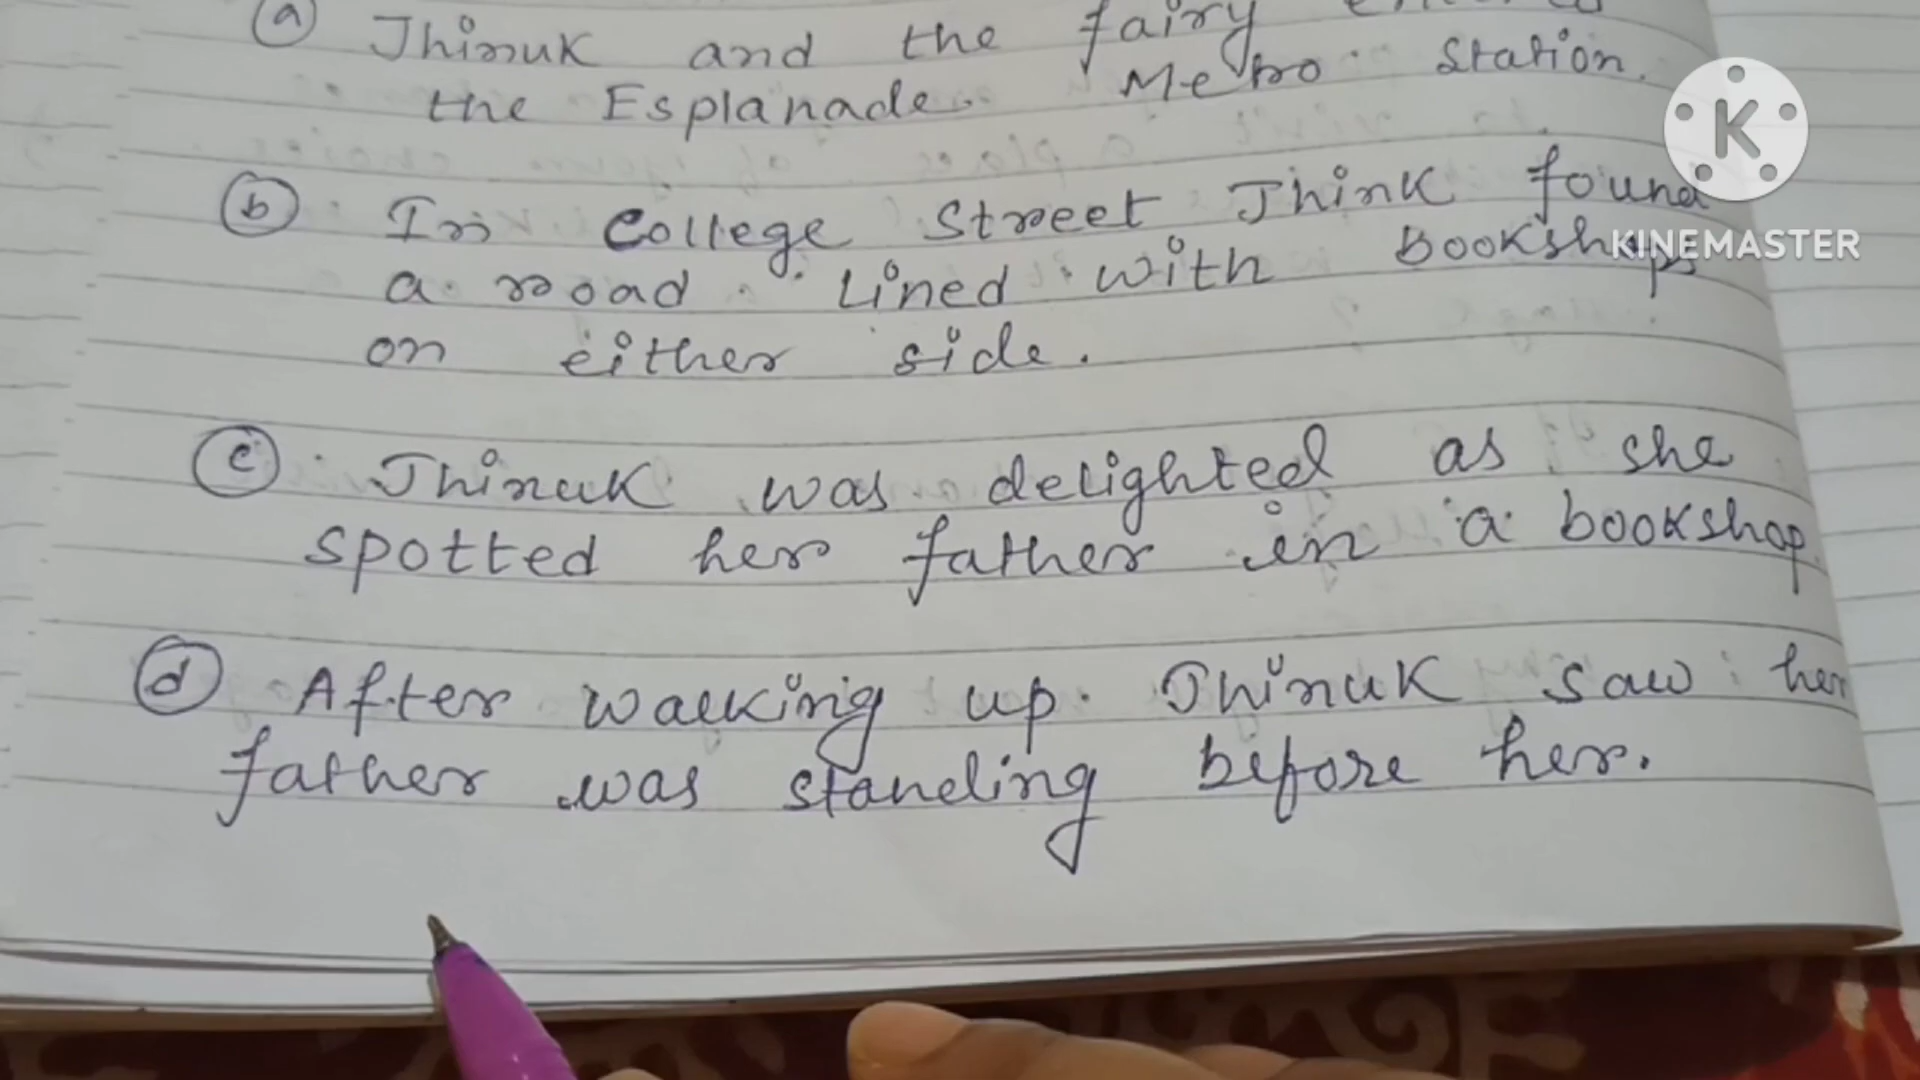 a Jhinuk and the fairy
the Esplanade. Metro Station.
b In College Street Jhink found
a road lined with bookshops
on either side.
c Jhinuk was delighted as she
spotted her father in a bookshop
d After walking up Jhinuk saw her
father was standing before her.
K
KINEMASTER